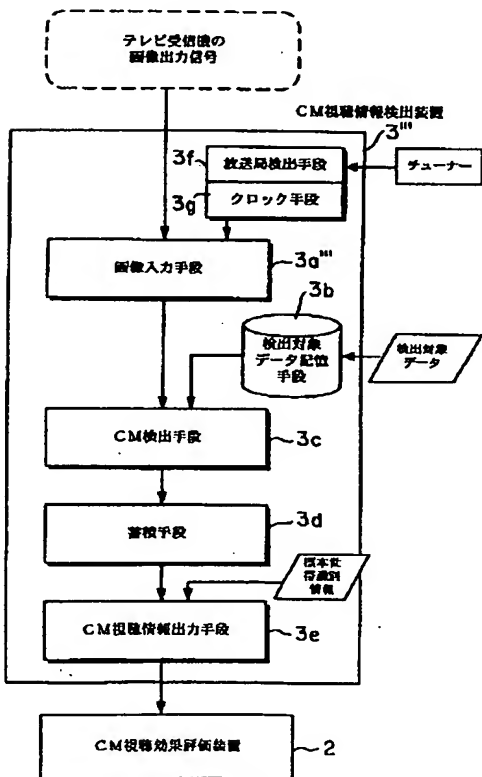 テレビ受信機の
画像出力信号
CM視聴情報検出装置
3'''
3f
放送局検出手段
チューナー
3g
クロック手段
画像入力手段
3a'''
3b
検出対象
データ記憶
手段
検出対象
データ
CM検出手段
3c
蓄積手段
3d
標本世
帯識別
情報
CM視聴情報出力手段
3e
CM視聴効果評価装置
2